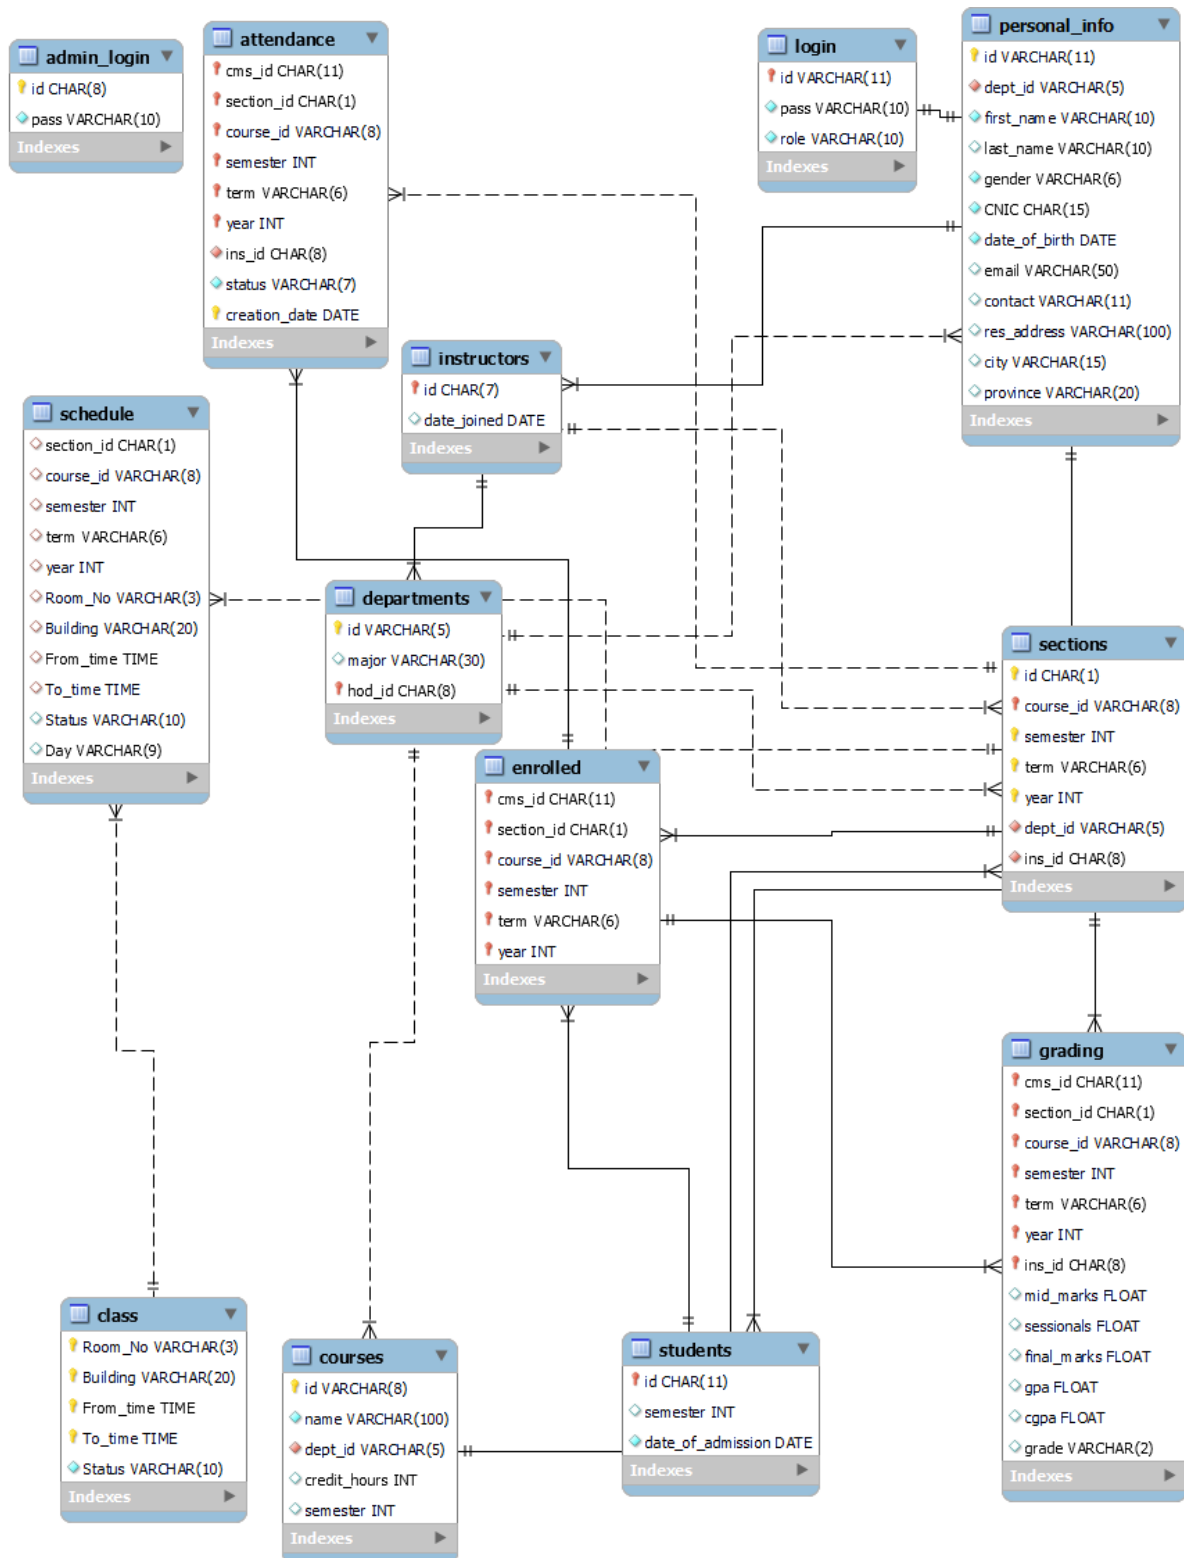 admin_login
id CHAR(8)
pass VARCHAR(10)
Indexes
attendance
cms_id CHAR(11)
section_id CHAR(1)
course_id VARCHAR(8)
semester INT
term VARCHAR(6)
year INT
ins_id CHAR(8)
status VARCHAR(7)
creation_date DATE
Indexes
login
id VARCHAR(11)
pass VARCHAR(10)
role VARCHAR(10)
Indexes
personal_info
id VARCHAR(11)
dept_id VARCHAR(5)
first_name VARCHAR(10)
last_name VARCHAR(10)
gender VARCHAR(6)
CNIC CHAR(15)
date_of_birth DATE
email VARCHAR(50)
contact VARCHAR(11)
res_address VARCHAR(100)
city VARCHAR(15)
province VARCHAR(20)
Indexes
instructors
id CHAR(7)
date_joined DATE
Indexes
schedule
section_id CHAR(1)
course_id VARCHAR(8)
semester INT
term VARCHAR(6)
year INT
Room_No VARCHAR(3)
Building VARCHAR(20)
From_time TIME
To_time TIME
Status VARCHAR(10)
Day VARCHAR(9)
Indexes
departments
id VARCHAR(5)
major VARCHAR(30)
hod_id CHAR(8)
Indexes
sections
id CHAR(1)
course_id VARCHAR(8)
semester INT
term VARCHAR(6)
year INT
dept_id VARCHAR(5)
ins_id CHAR(8)
Indexes
enrolled
cms_id CHAR(11)
section_id CHAR(1)
course_id VARCHAR(8)
semester INT
term VARCHAR(6)
year INT
Indexes
grading
cms_id CHAR(11)
section_id CHAR(1)
course_id VARCHAR(8)
semester INT
term VARCHAR(6)
year INT
ins_id CHAR(8)
mid_marks FLOAT
sessionals FLOAT
final_marks FLOAT
gpa FLOAT
cgpa FLOAT
grade VARCHAR(2)
Indexes
class
Room_No VARCHAR(3)
Building VARCHAR(20)
From_time TIME
To_time TIME
Status VARCHAR(10)
Indexes
courses
id VARCHAR(8)
name VARCHAR(100)
dept_id VARCHAR(5)
credit_hours INT
semester INT
Indexes
students
id CHAR(11)
semester INT
date_of_admission DATE
Indexes